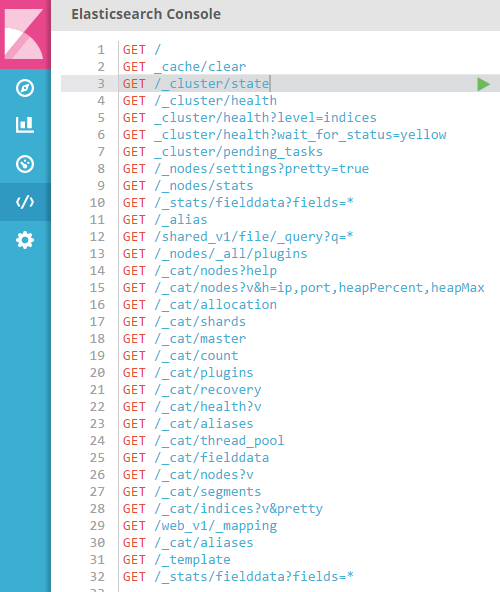 Elasticsearch Console
1 GET /
2 GET _cache/clear
3 GET /_cluster/state
4 GET /_cluster/health
5 GET _cluster/health?level=indices
6 GET _cluster/health?wait_for_status=yellow
7 GET _cluster/pending_tasks
8 GET /_nodes/settings?pretty=true
9 GET /_nodes/stats
10 GET /_stats/fielddata?fields=*
11 GET /_alias
12 GET /shared_v1/file/_query?q=*
13 GET /_nodes/_all/plugins
14 GET /_cat/nodes?help
15 GET /_cat/nodes?v&h=ip,port,heapPercent,heapMax
16 GET /_cat/allocation
17 GET /_cat/shards
18 GET /_cat/master
19 GET /_cat/count
20 GET /_cat/plugins
21 GET /_cat/recovery
22 GET /_cat/health?v
23 GET /_cat/aliases
24 GET /_cat/thread_pool
25 GET /_cat/fielddata
26 GET /_cat/nodes?v
27 GET /_cat/segments
28 GET /_cat/indices?v&pretty
29 GET /web_v1/_mapping
30 GET /_cat/aliases
31 GET /_template
32 GET /_stats/fielddata?fields=*